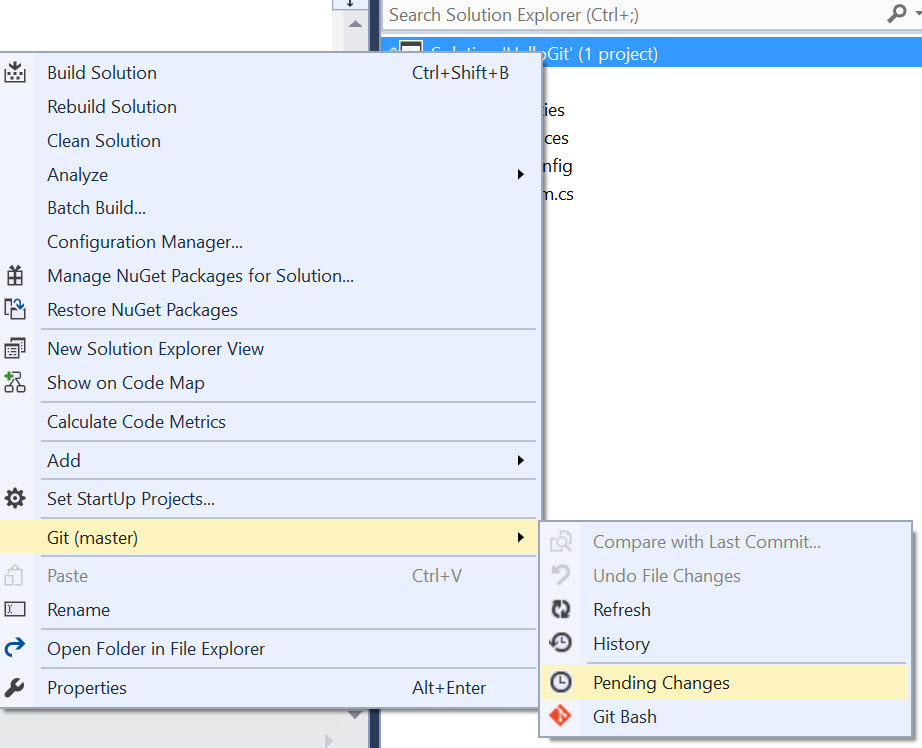 Search Solution Explorer (Ctrl+;)
Git' (1 project)
Build Solution Ctrl+Shift+B
Rebuild Solution
Clean Solution
Analyze
Batch Build...
Configuration Manager...
Manage NuGet Packages for Solution...
Restore NuGet Packages
New Solution Explorer View
Show on Code Map
Calculate Code Metrics
Add
Set StartUp Projects...
Git (master)
Paste Ctrl+V
Rename
Open Folder in File Explorer
Properties Alt+Enter
ties
ces
nfig
m.cs
Compare with Last Commit...
Undo File Changes
Refresh
History
Pending Changes
Git Bash